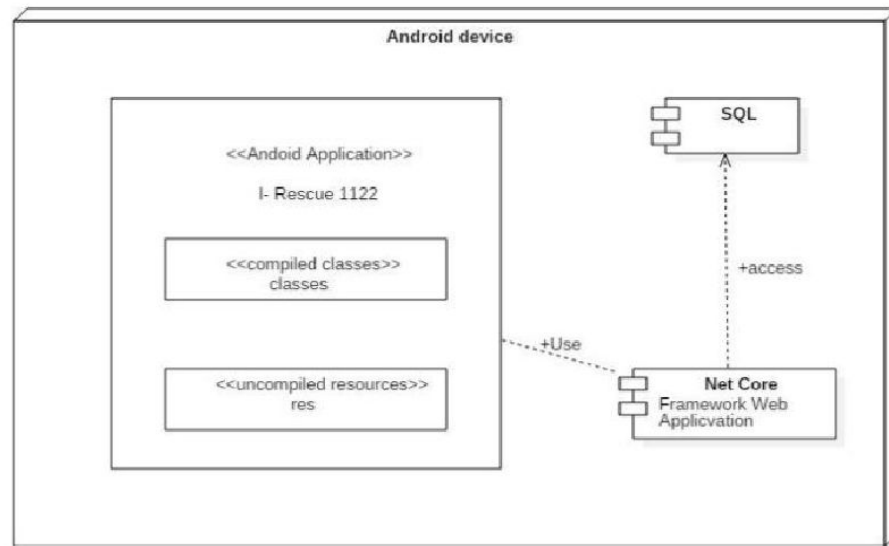 Android device
<<Andoid Application>>
I- Rescue 1122
<<compiled classes>>
classes
<<uncompiled resources>>
res
SQL
+access
+Use
Net Core
Framework Web
Applicvation